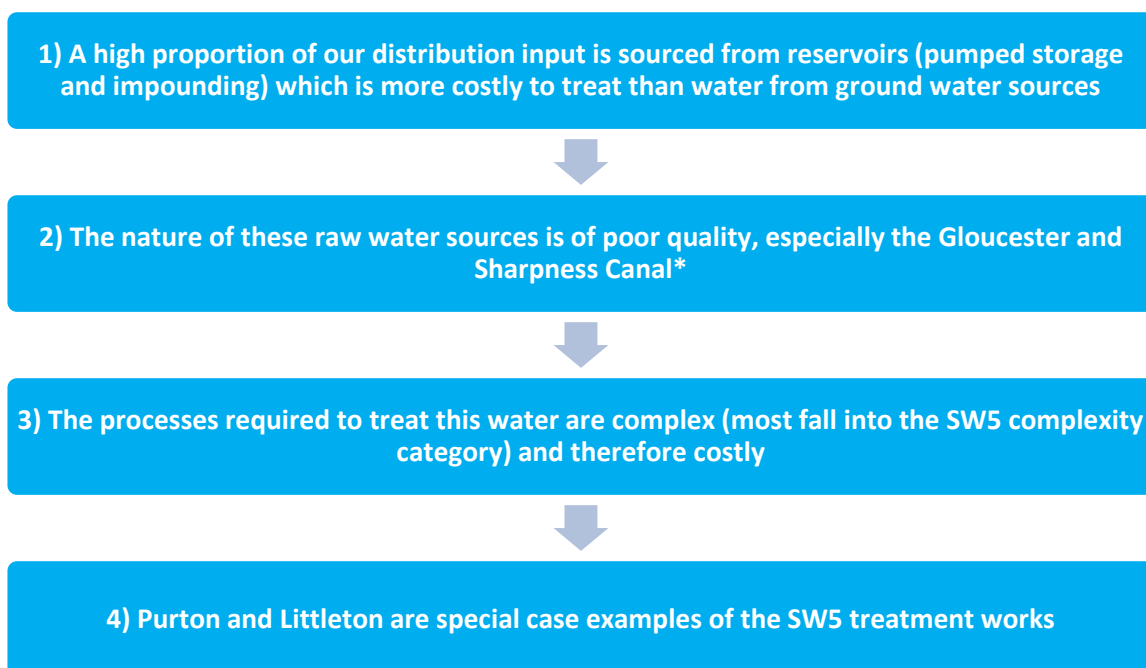 1) A high proportion of our distribution input is sourced from reservoirs (pumped storage
and impounding) which is more costly to treat than water from ground water sources
2) The nature of these raw water sources is of poor quality, especially the Gloucester and
Sharpness Canal*
3) The processes required to treat this water are complex (most fall into the SW5 complexity
category) and therefore costly
4) Purton and Littleton are special case examples of the SW5 treatment works